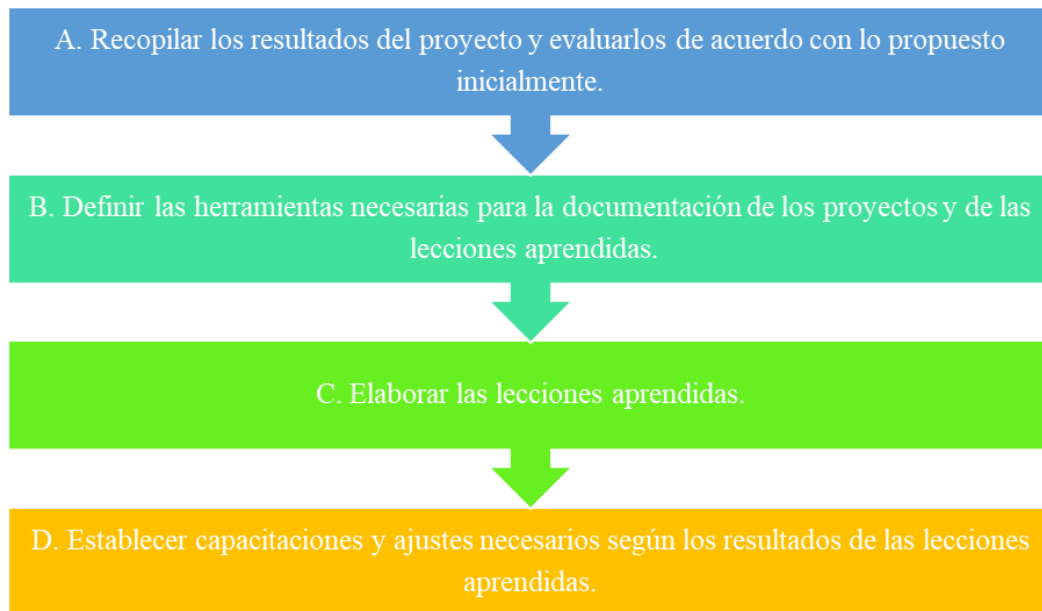 A. Recopilar los resultados del proyecto y evaluarlos de acuerdo con lo propuesto
inicialmente.
B. Definir las herramientas necesarias para la documentación de los proyectos y de las
lecciones aprendidas.
C. Elaborar las lecciones aprendidas.
D. Establecer capacitaciones y ajustes necesarios según los resultados de las lecciones
aprendidas.